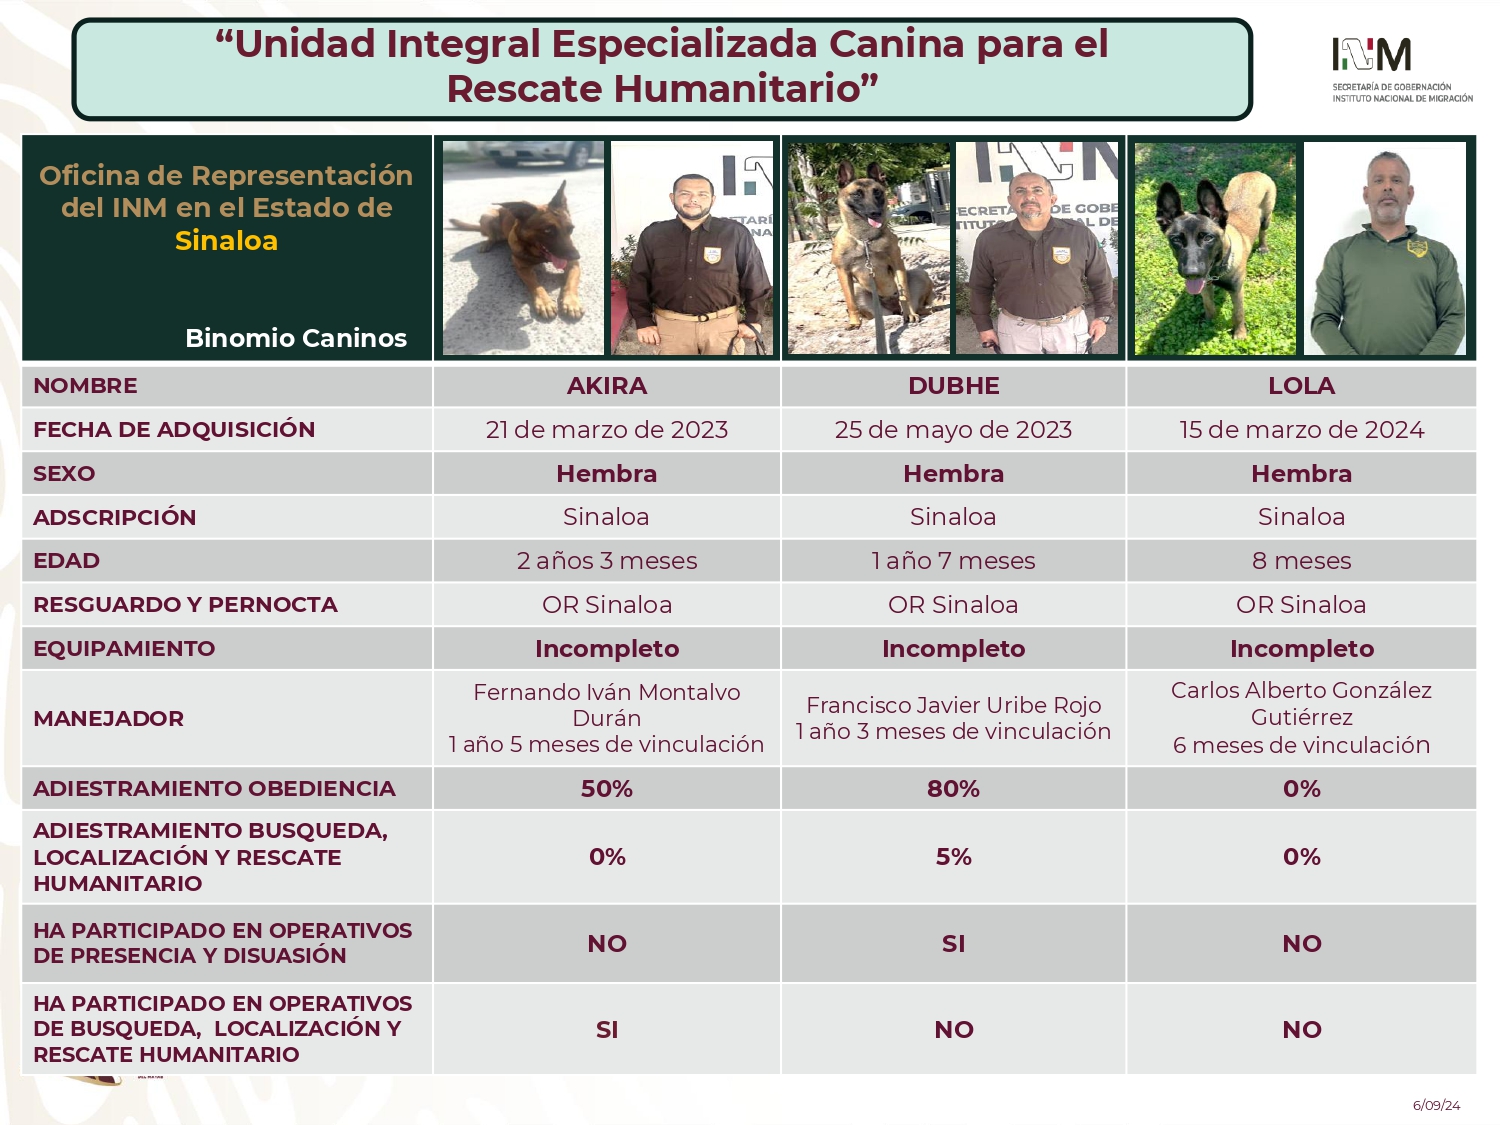 “Unidad Integral Especializada Canina para el
Rescate Humanitario”
INM
SECRETARÍA DE GOBERNACIÓN
INSTITUTO NACIONAL DE MIGRACIÓN
Oficina de Representación
del INM en el Estado de
Sinaloa
Binomio Caninos
NOMBRE AKIRA DUBHE LOLA
FECHA DE ADQUISICIÓN 21 de marzo de 2023 25 de mayo de 2023 15 de marzo de 2024
SEXO Hembra Hembra Hembra
ADSCRIPCIÓN Sinaloa Sinaloa Sinaloa
EDAD 2 años 3 meses 1 año 7 meses 8 meses
RESGUARDO Y PERNOCTA OR Sinaloa OR Sinaloa OR Sinaloa
EQUIPAMIENTO Incompleto Incompleto Incompleto
MANEJADOR
Fernando Iván Montalvo
Durán
1 año 5 meses de vinculación
Francisco Javier Uribe Rojo
1 año 3 meses de vinculación
Carlos Alberto González
Gutiérrez
6 meses de vinculación
ADIESTRAMIENTO OBEDIENCIA 50% 80% 0%
ADIESTRAMIENTO BUSQUEDA,
LOCALIZACIÓN Y RESCATE
HUMANITARIO
0% 5% 0%
HA PARTICIPADO EN OPERATIVOS
DE PRESENCIA Y DISUASIÓN
NO SI NO
HA PARTICIPADO EN OPERATIVOS
DE BUSQUEDA, LOCALIZACIÓN Y
RESCATE HUMANITARIO
SI NO NO
6/09/24